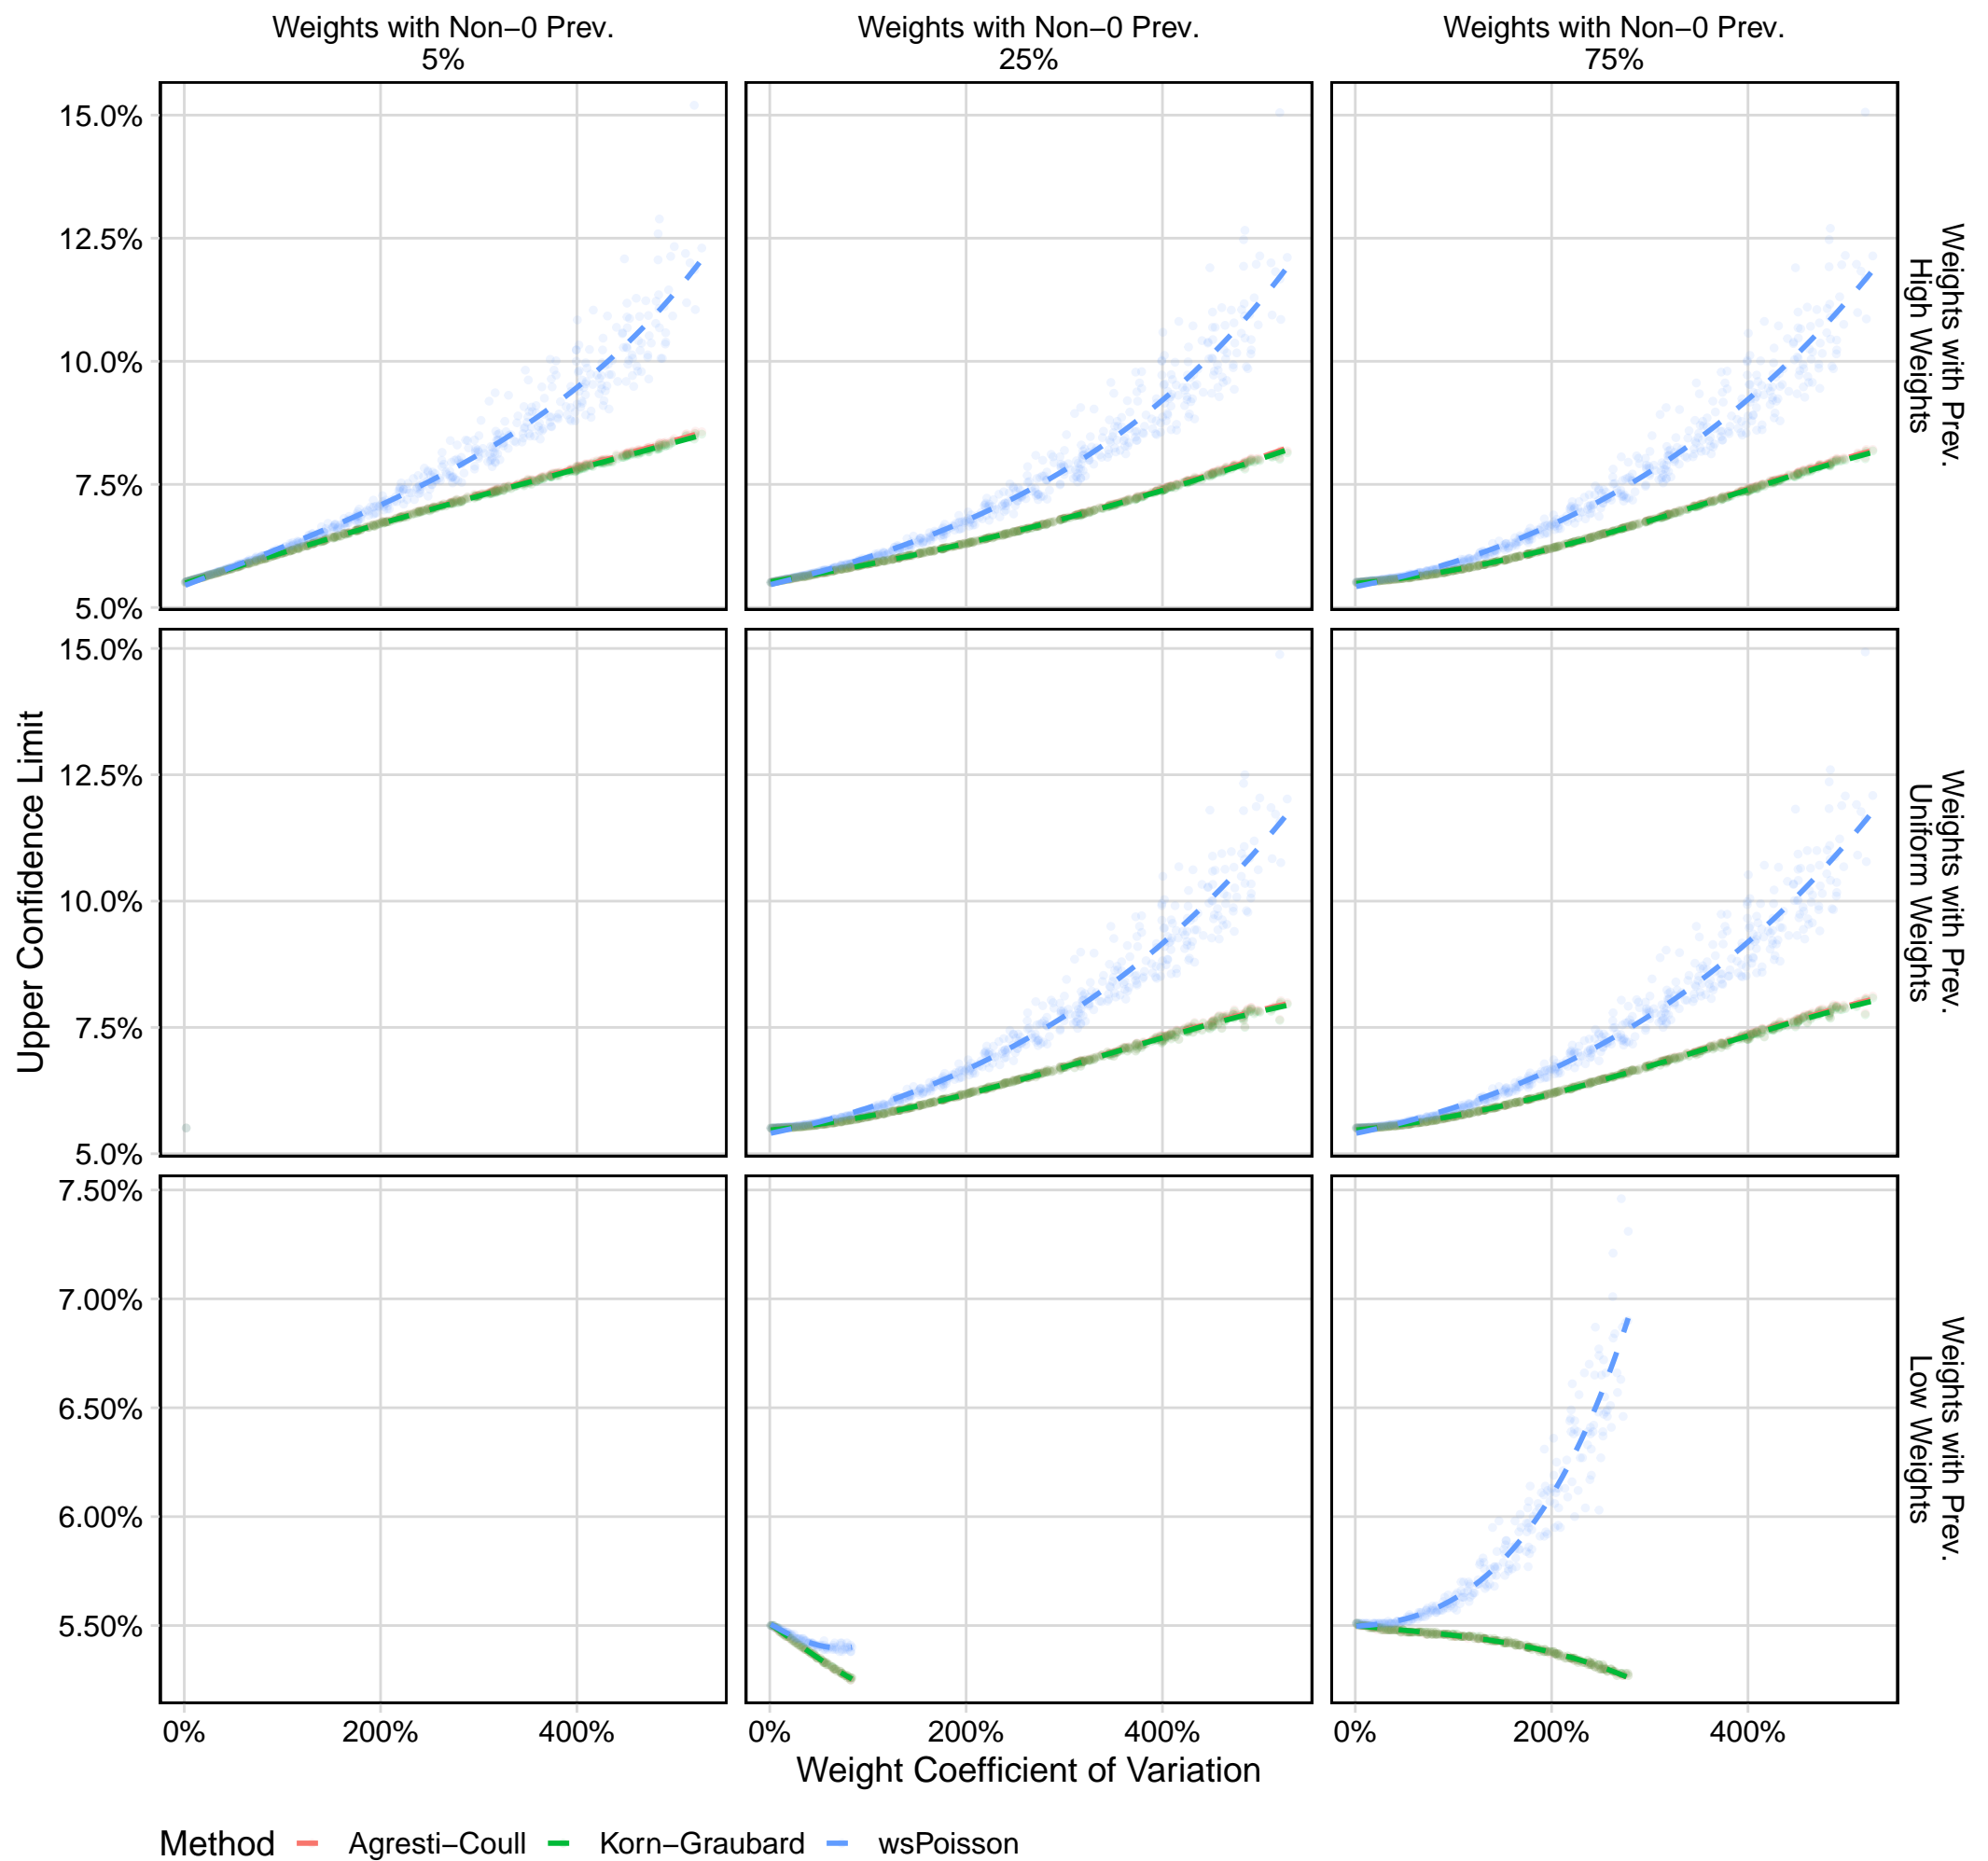 Weights with Non−0 Prev.
5%
Weights with Non−0 Prev.
25%
Weights with Non−0 Prev.
75%
15.0%
12.5%
10.0%
7.5%
5.0%
Weights with Prev.
High Weights
15.0%
12.5%
10.0%
7.5%
5.0%
Weights with Prev.
Uniform Weights
Upper Confidence Limit
7.50%
7.00%
6.50%
6.00%
5.50%
Weights with Prev.
Low Weights
0% 200% 400% 0% 200% 400% 0% 200% 400%
Weight Coefficient of Variation
Method Agresti−Coull Korn−Graubard wsPoisson